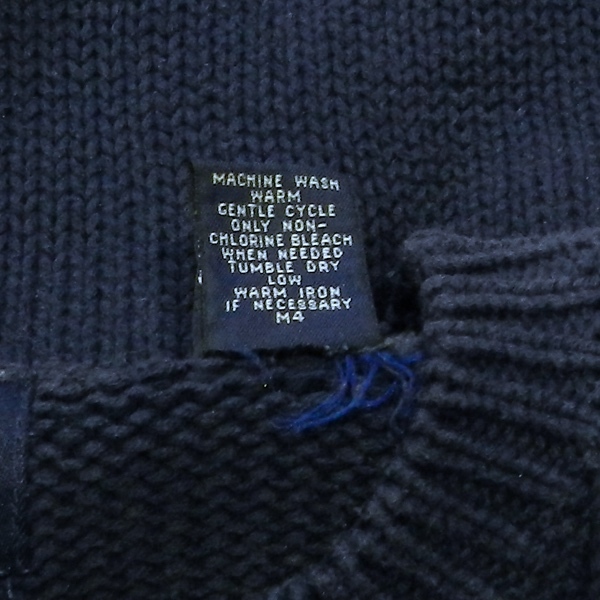 MACHINE WASH
WARM
GENTLE CYCLE
ONLY NON-
CHLORINE BLEACH
WHEN NEEDED
TUMBLE DRY
LOW
WARM IRON
IF NECESSARY
M4